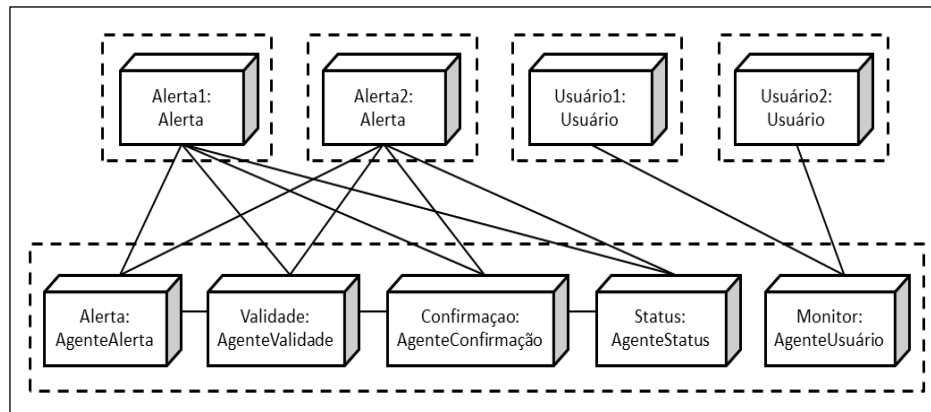 Alerta1:
Alerta
Alerta2:
Alerta
Usuário1:
Usuário
Usuário2:
Usuário
Alerta:
AgenteAlerta
Validade:
AgenteValidade
Confirmaçao:
AgenteConfirmação
Status:
AgenteStatus
Monitor:
AgenteUsuário